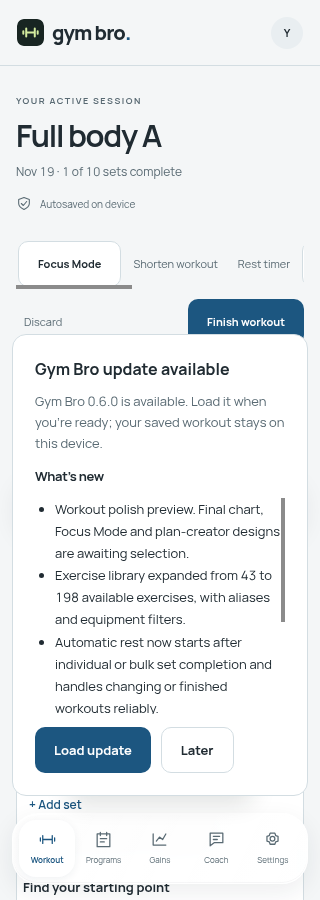 gym bro.
Y
YOUR ACTIVE SESSION
Full body A
Nov 19 · 1 of 10 sets complete
Autosaved on device
Focus Mode
Shorten workout
Rest timer
Discard
Finish workout
Gym Bro update available
Gym Bro 0.6.0 is available. Load it when
you're ready; your saved workout stays on
this device.
What's new
• Workout polish preview. Final chart,
Focus Mode and plan-creator designs
are awaiting selection.
• Exercise library expanded from 43 to
198 available exercises, with aliases
and equipment filters.
• Automatic rest now starts after
individual or bulk set completion and
handles changing or finished
workouts reliably.
Load update
Later
+ Add set
Workout
Programs
Gains
Coach
Settings
Find your starting point